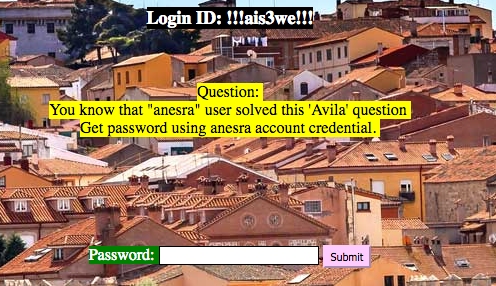 Login ID: !!!ais3we!!!
Question:
You know that "anesra" user solved this 'Avila' question
Get password using anesra account credential.
Password:
Submit